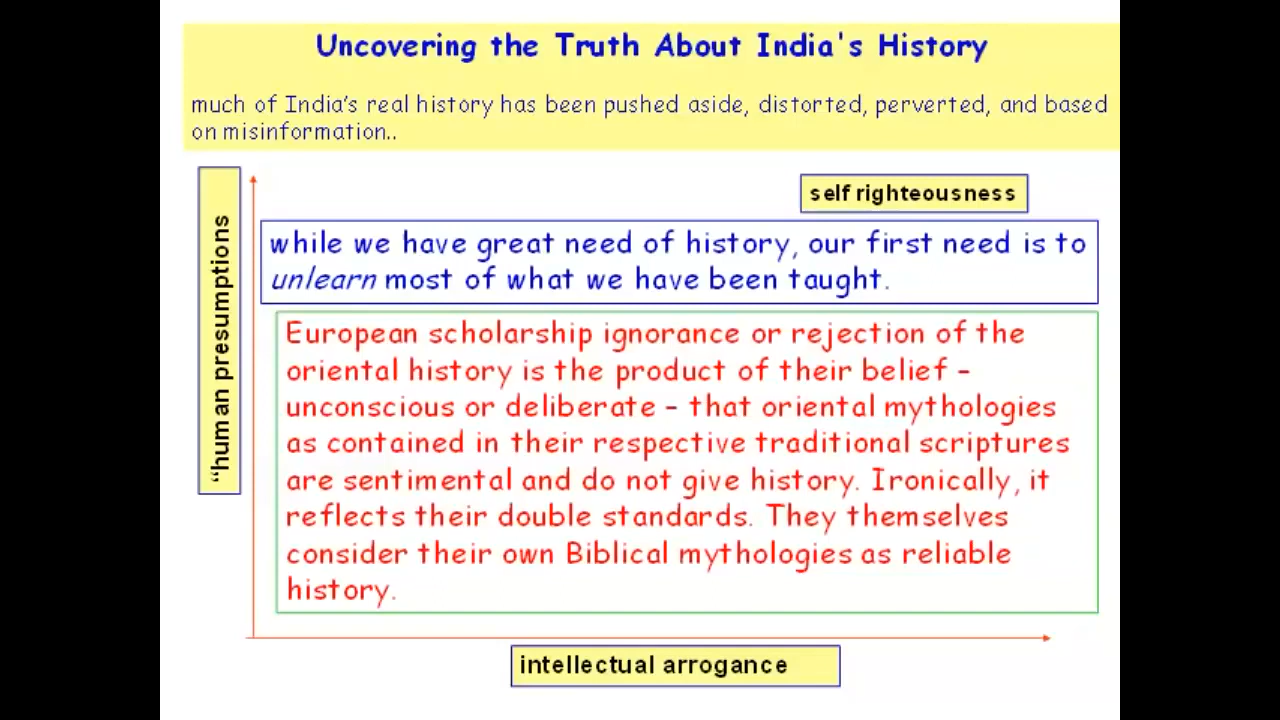 Uncovering the Truth About India's History
much of India's real history has been pushed aside, distorted, perverted, and based
on misinformation..
self righteousness
"human presumptions
while we have great need of history, our first need is to
unlearn most of what we have been taught.
European scholarship ignorance or rejection of the
oriental history is the product of their belief –
unconscious or deliberate – that oriental mythologies
as contained in their respective traditional scriptures
are sentimental and do not give history. Ironically, it
reflects their double standards. They themselves
consider their own Biblical mythologies as reliable
history.
intellectual arrogance